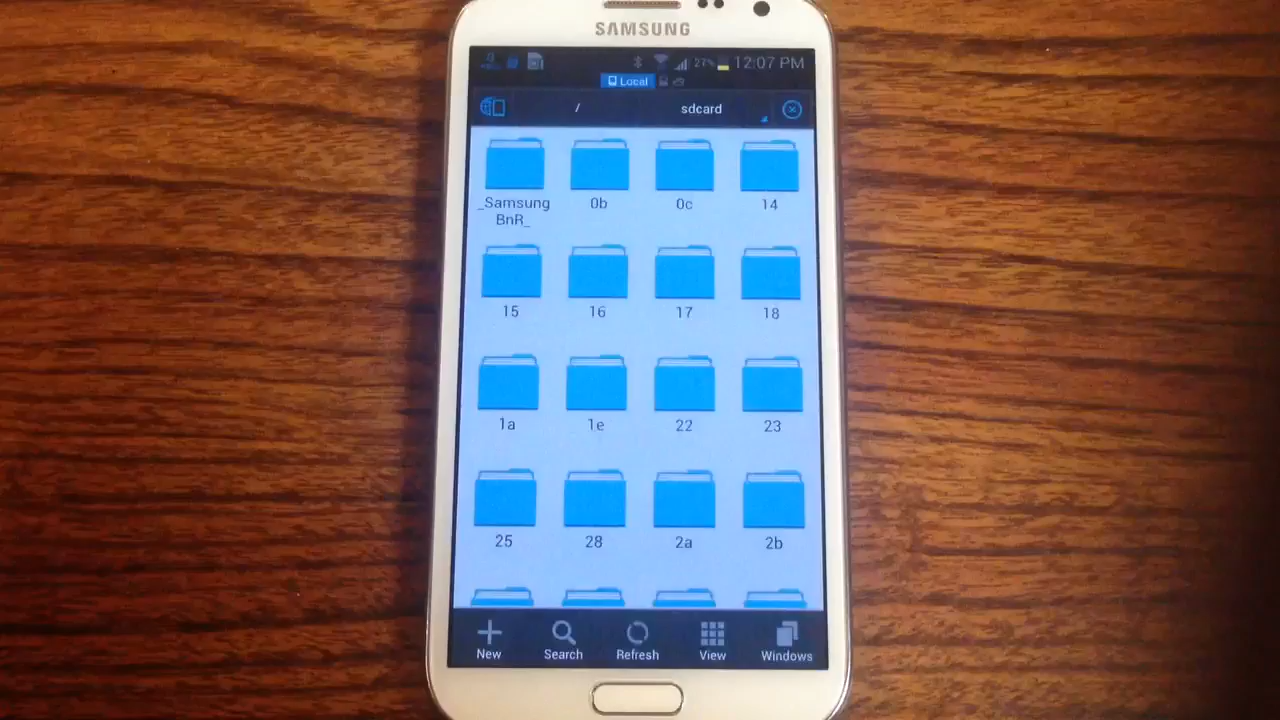 SAMSUNG
27% 12:07 PM
Local
/ sdcard
_Samsung
BnR_
0b 0c 14
15 16 17 18
1a 1e 22 23
25 28 2a 2b
New Search Refresh View Windows